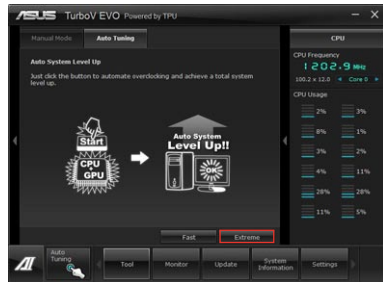 ASUS TurboV EVO Powered by TPU
Manual Mode Auto Tuning
Auto System Level Up
Just click the button to automate overclocking and achieve a total system
level up.
Start
CPU
GPU
Auto System
Level Up!!
OK
Fast Extreme
CPU
CPU Frequency
1202.9 MHz
100.2 x 12.0 Core 0
CPU Usage
2% 3%
8% 1%
3% 2%
4% 11%
28% 28%
11% 5%
AI
Auto
Tuning
Tool Monitor Update System
Information Settings